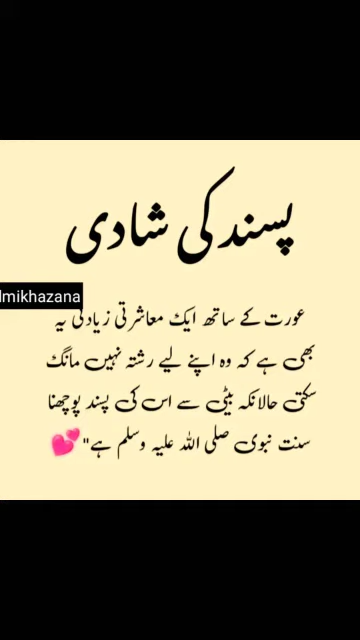 پسند کی شادی
lmikhazana
عورت کے ساتھ ایک معاشرتی زیادتی یہ
بھی ہے کہ وہ اپنے لیے رشتہ نہیں مانگ
سکتی حالانکہ بیٹی سے اس کی پسند پوچھنا
سنت نبوی صلی اللہ علیہ وسلم ہے"💕